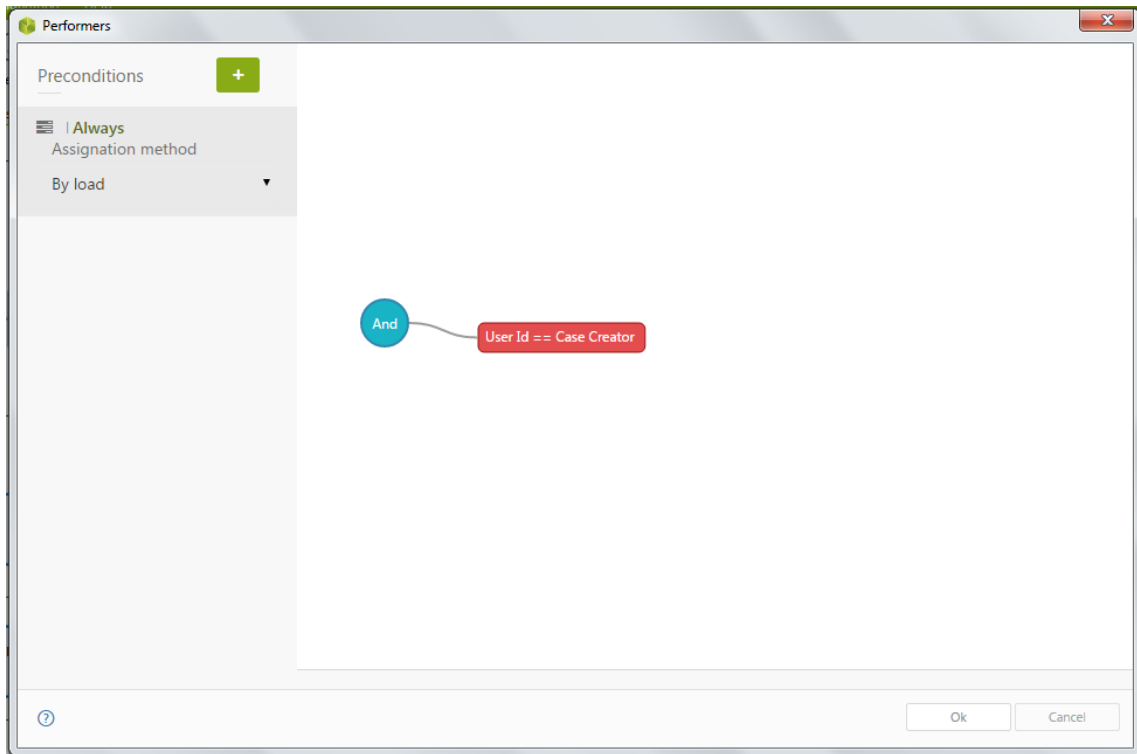 Performers
X
Preconditions
+
| Always
Assignation method
By load
And
User Id == Case Creator
?
Ok
Cancel